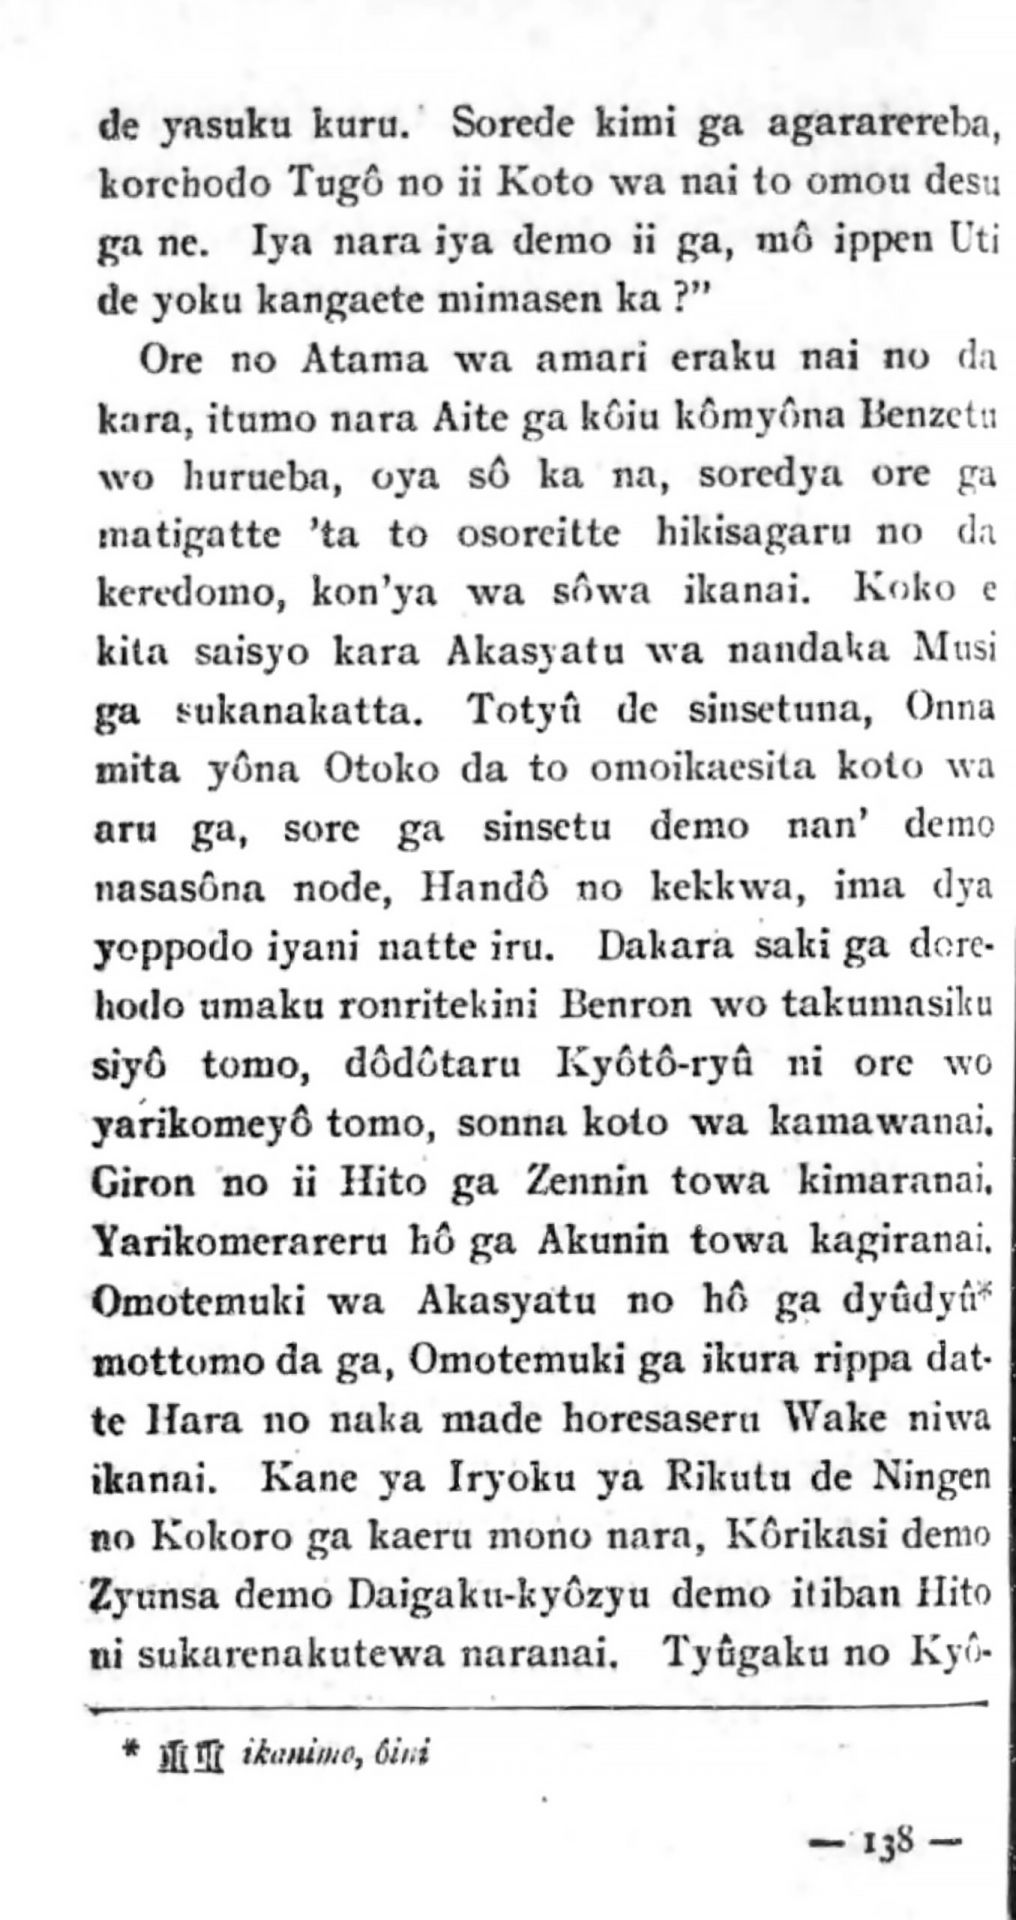 de yasuku kuru. Sorede kimi ga agararereba,
korehodo Tugô no ii Koto wa nai to omou desu
ga ne. Iya nara iya demo ii ga, mô ippen Uti
de yoku kangaete mimasen ka ?”
Ore no Atama wa amari eraku nai no da
kara, itumo nara Aite ga kôiu kômyôna Benzetu
wo hurueba, oya sô ka na, soredya ore ga
matigatte ’ta to osoreitte hikisagaru no da
keredomo, kon’ya wa sôwa ikanai. Koko e
kita saisyo kara Akasyatu wa nandaka Musi
ga sukanakatta. Totyû de sinsetuna, Onna
mita yôna Otoko da to omoikaesita koto wa
aru ga, sore ga sinsetu demo nan’ demo
nasasôna node, Handô no kekkwa, ima dya
yoppodo iyani natte iru. Dakara saki ga dore-
hodo umaku ronritekini Benron wo takumasiku
siyô tomo, dôdôtaru Kyôtô-ryû ni ore wo
yarikomeyô tomo, sonna koto wa kamawanai.
Giron no ii Hito ga Zennin towa kimaranai.
Yarikomerareru hô ga Akunin towa kagiranai.
Omotemuki wa Akasyatu no hô ga dyûdyû*
mottomo da ga, Omotemuki ga ikura rippa dat-
te Hara no naka made horesaseru Wake niwa
ikanai. Kane ya Iryoku ya Rikutu de Ningen
no Kokoro ga kaeru mono nara, Kôrikasi demo
Zyunsa demo Daigaku-kyôzyu demo itiban Hito
ni sukarenakutewa naranai. Tyûgaku no Kyô-
* 重重 ikanimo, ôini
— 138 —